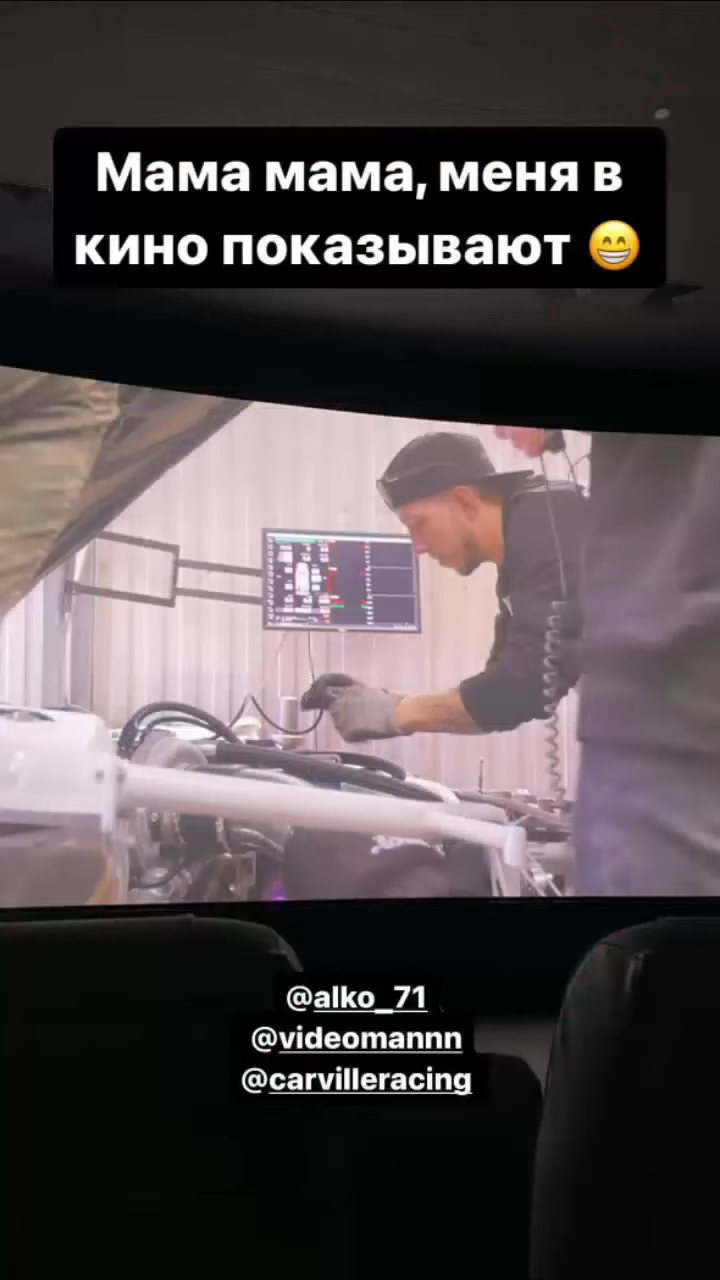 Мама мама, меня в
кино показывают 😁
@alko_71
@videomannn
@carvilleracing